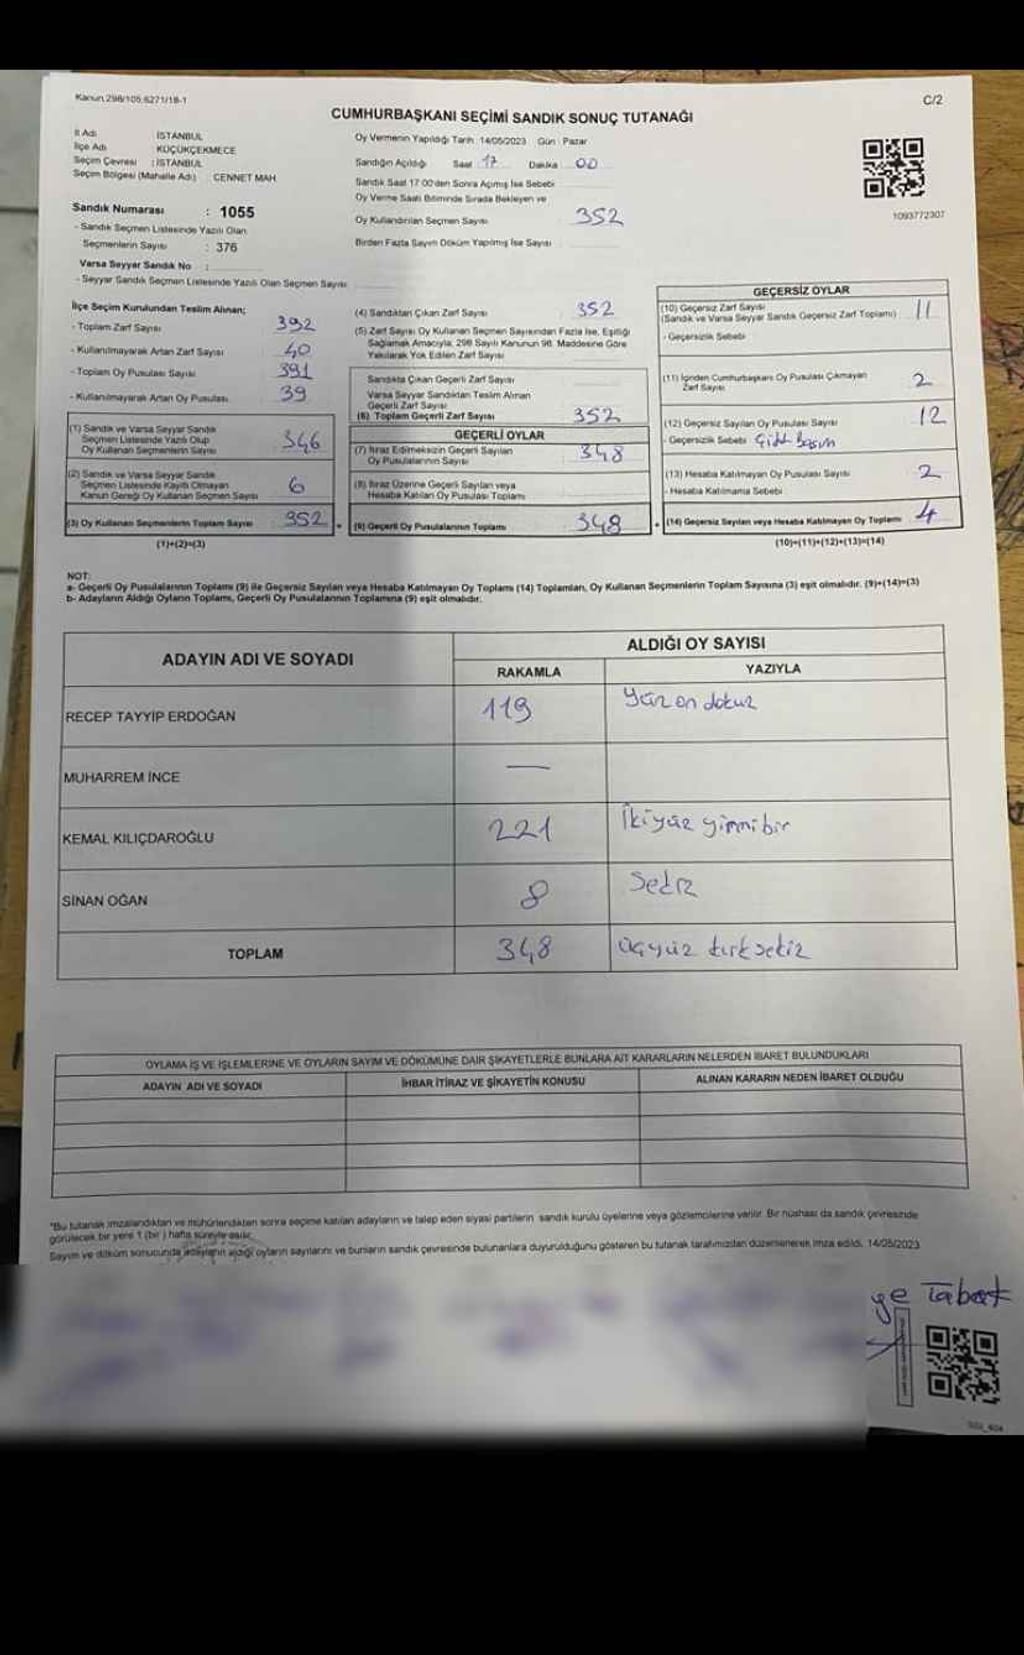 Kanun 298/105,6271/18-1
C/2
CUMHURBAŞKANI SEÇİMİ SANDIK SONUÇ TUTANAĞI
İl Adı İSTANBUL
İlçe Adı KÜÇÜKÇEKMECE
Seçim Çevresi : İSTANBUL
Seçim Bölgesi (Mahalle Adı) CENNET MAH.
Sandık Numarası : 1055
- Sandık Seçmen Listesinde Yazılı Olan
Seçmenlerin Sayısı : 376
Varsa Seyyar Sandık No :
- Seyyar Sandık Seçmen Listesinde Yazılı Olan Seçmen Sayısı
Oy Vermenin Yapıldığı Tarih 14/05/2023 Gün : Pazar
Sandığın Açıldığı Saat 17 Dakika 00
Sandık Saat 17 00'den Sonra Açılmış İse Sebebi
Oy Verme Saati Bitiminde Sırada Bekleyen ve
Oy Kullandırılan Seçmen Sayısı 352
Birden Fazla Sayım Döküm Yapılmış İse Sayısı
1093772307
İlçe Seçim Kurulundan Teslim Alınan;
- Toplam Zarf Sayısı 392
- Kullanılmayarak Artan Zarf Sayısı 40
- Toplam Oy Pusulası Sayısı 391
- Kullanılmayarak Artan Oy Pusulası 39
(1) Sandık ve Varsa Seyyar Sandık
Seçmen Listesinde Yazılı Olup
Oy Kullanan Seçmenlerin Sayısı 346
(2) Sandık ve Varsa Seyyar Sandık
Seçmen Listesinde Kayıtlı Olmayan
Kanun Gereği Oy Kullanan Seçmen Sayısı 6
(3) Oy Kullanan Seçmenlerin Toplam Sayısı 352
(1)+(2)=(3)
(4) Sandıktan Çıkan Zarf Sayısı 352
(5) Zarf Sayısı Oy Kullanan Seçmen Sayısından Fazla İse, Eşitliği
Sağlamak Amacıyla, 298 Sayılı Kanunun 98. Maddesine Göre
Yakılarak Yok Edilen Zarf Sayısı
Sandıkta Çıkan Geçerli Zarf Sayısı
Varsa Seyyar Sandıktan Teslim Alınan
Geçerli Zarf Sayısı
(6) Toplam Geçerli Zarf Sayısı 352
GEÇERLİ OYLAR
(7) İtiraz Edilmeksizin Geçerli Sayılan
Oy Pusulalarının Sayısı 348
(8) İtiraz Üzerine Geçerli Sayılan veya
Hesaba Katılan Oy Pusulası Toplamı
(9) Geçerli Oy Pusulalarının Toplamı 348
GEÇERSİZ OYLAR
(10) Geçersiz Zarf Sayısı 11
(Sandık ve Varsa Seyyar Sandık Geçersiz Zarf Toplamı)
- Geçersizlik Sebebi
(11) İçinden Cumhurbaşkanı Oy Pusulası Çıkmayan
Zarf Sayısı 2
(12) Geçersiz Sayılan Oy Pusulası Sayısı 12
- Geçersizlik Sebebi
(13) Hesaba Katılmayan Oy Pusulası Sayısı 2
- Hesaba Katılmama Sebebi
(14) Geçersiz Sayılan veya Hesaba Katılmayan Oy Toplamı 4
(10)+(11)+(12)+(13)=(14)
NOT:
a- Geçerli Oy Pusulalarının Toplamı (9) ile Geçersiz Sayılan veya Hesaba Katılmayan Oy Toplamı (14) Toplamları, Oy Kullanan Seçmenlerin Toplam Sayısına (3) eşit olmalıdır. (9)+(14)=(3)
b- Adayların Aldığı Oyların Toplamı, Geçerli Oy Pusulalarının Toplamına (9) eşit olmalıdır.
ADAYIN ADI VE SOYADI ALDIĞI OY SAYISI
RAKAMLA YAZIYLA
RECEP TAYYİP ERDOĞAN 119 Yüz on dokuz
MUHARREM İNCE —
KEMAL KILIÇDAROĞLU 221 İkiyüz yirmibir
SİNAN OĞAN 8 Sekiz
TOPLAM 348 üçyüz kırksekiz
OYLAMA İŞ VE İŞLEMLERİNE VE OYLARIN SAYIM VE DÖKÜMÜNE DAİR ŞİKAYETLERLE BUNLARA AİT KARARLARIN NELERDEN İBARET BULUNDUKLARI
ADAYIN ADI VE SOYADI İHBAR İTİRAZ VE ŞİKAYETİN KONUSU ALINAN KARARIN NEDEN İBARET OLDUĞU
*Bu tutanak imzalandıktan ve mühürlendikten sonra seçime katılan adayların ve talep eden siyasi partilerin sandık kurulu üyelerine veya gözlemcilerine verilir. Bir nüshası da sandık çevresinde
görülecek bir yere 1 (bir) hafta süreyle asılır.
Sayım ve döküm sonucunda adayların aldığı oyların sayılarını ve bunların sandık çevresinde bulunanlara duyurulduğunu gösteren bu tutanak tarafımızdan düzenlenerek imza edildi. 14/05/2023